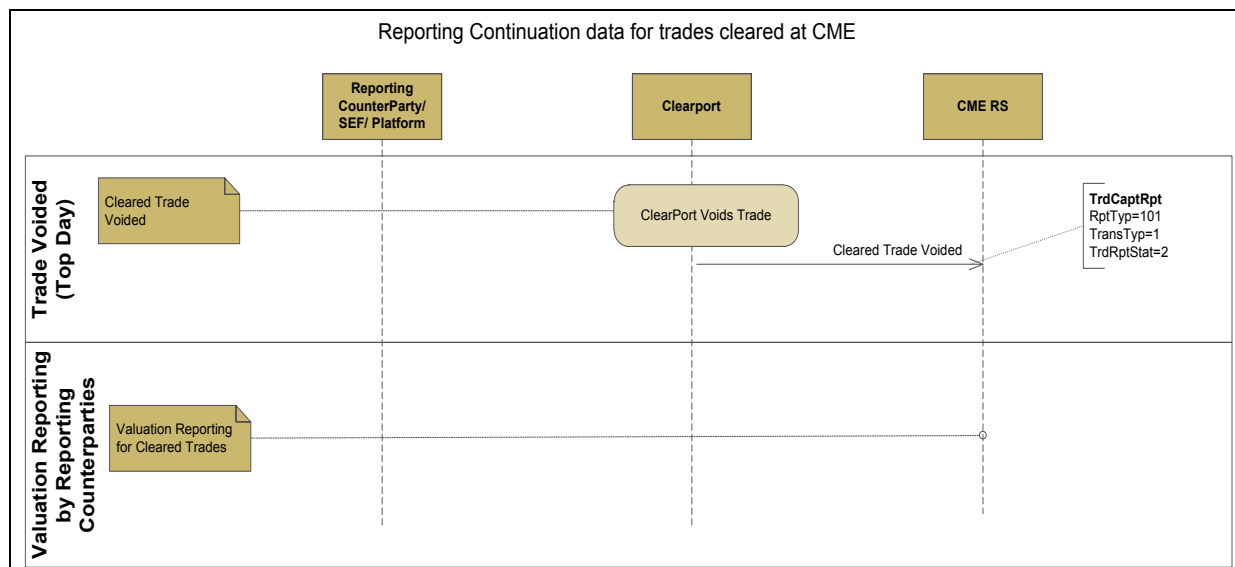 Reporting Continuation data for trades cleared at CME
Reporting
CounterParty/
SEF/ Platform
Clearport
CME RS
Trade Voided
(Top Day)
Cleared Trade
Voided
ClearPort Voids Trade
Cleared Trade Voided
TrdCaptRpt
RptTyp=101
TransTyp=1
TrdRptStat=2
Valuation Reporting
by Reporting
Counterparties
Valuation Reporting
for Cleared Trades